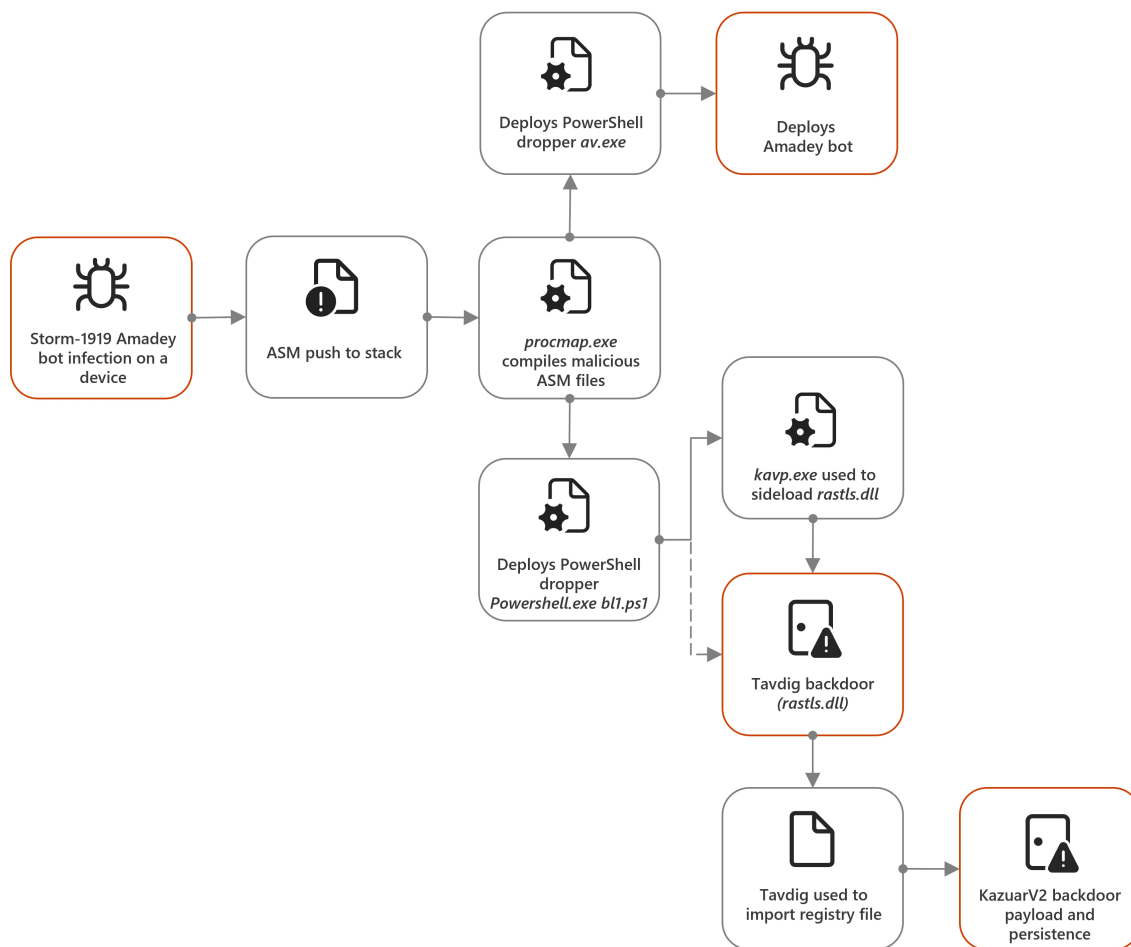 Deploys PowerShell
dropper av.exe
Deploys
Amadey bot
Storm-1919 Amadey
bot infection on a
device
ASM push to stack
procmap.exe
compiles malicious
ASM files
kavp.exe used to
sideload rastls.dll
Deploys PowerShell
dropper
Powershell.exe bl1.ps1
Tavdig backdoor
(rastls.dll)
Tavdig used to
import registry file
KazuarV2 backdoor
payload and
persistence